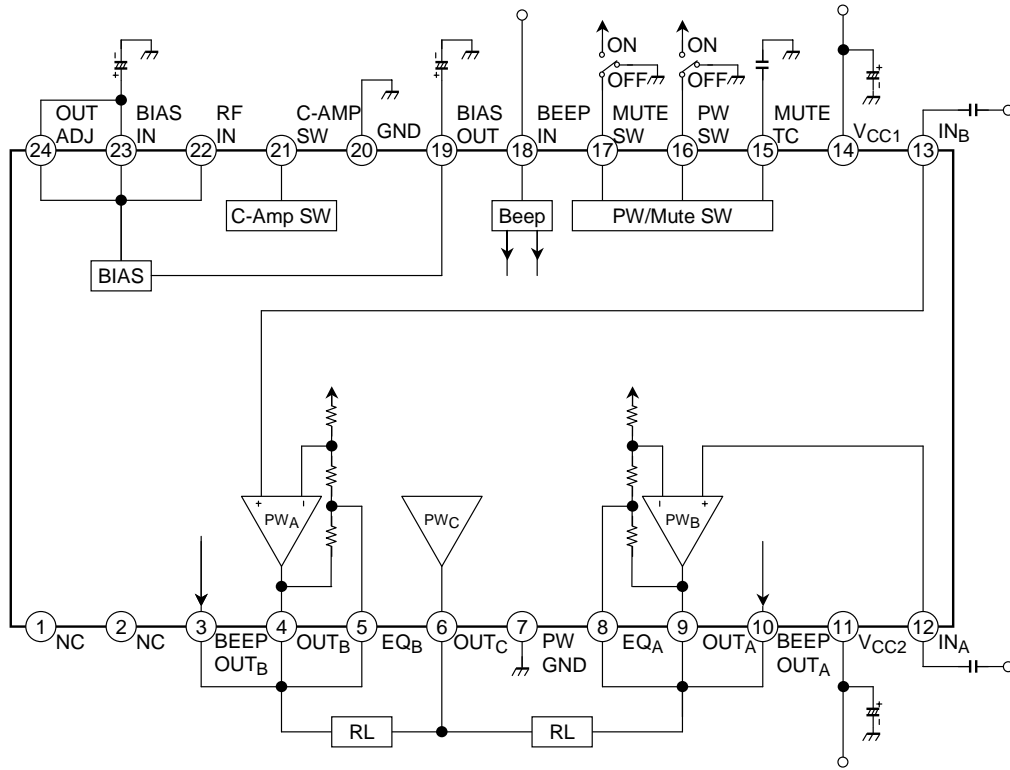 ON ON
OFF OFF
OUT ADJ
BIAS IN
RF IN
C-AMP SW
GND
BIAS OUT
BEEP IN
MUTE SW
PW SW
MUTE TC
VCC1
INB
24 23 22 21 20 19 18 17 16 15 14 13
C-Amp SW
Beep
PW/Mute SW
BIAS
+ - PWA
PWC
- + PWB
1 2 3 4 5 6 7 8 9 10 11 12
NC
NC
BEEP OUTB
OUTB
EQB
OUTC
PW GND
EQA
OUTA
BEEP OUTA
VCC2
INA
RL RL